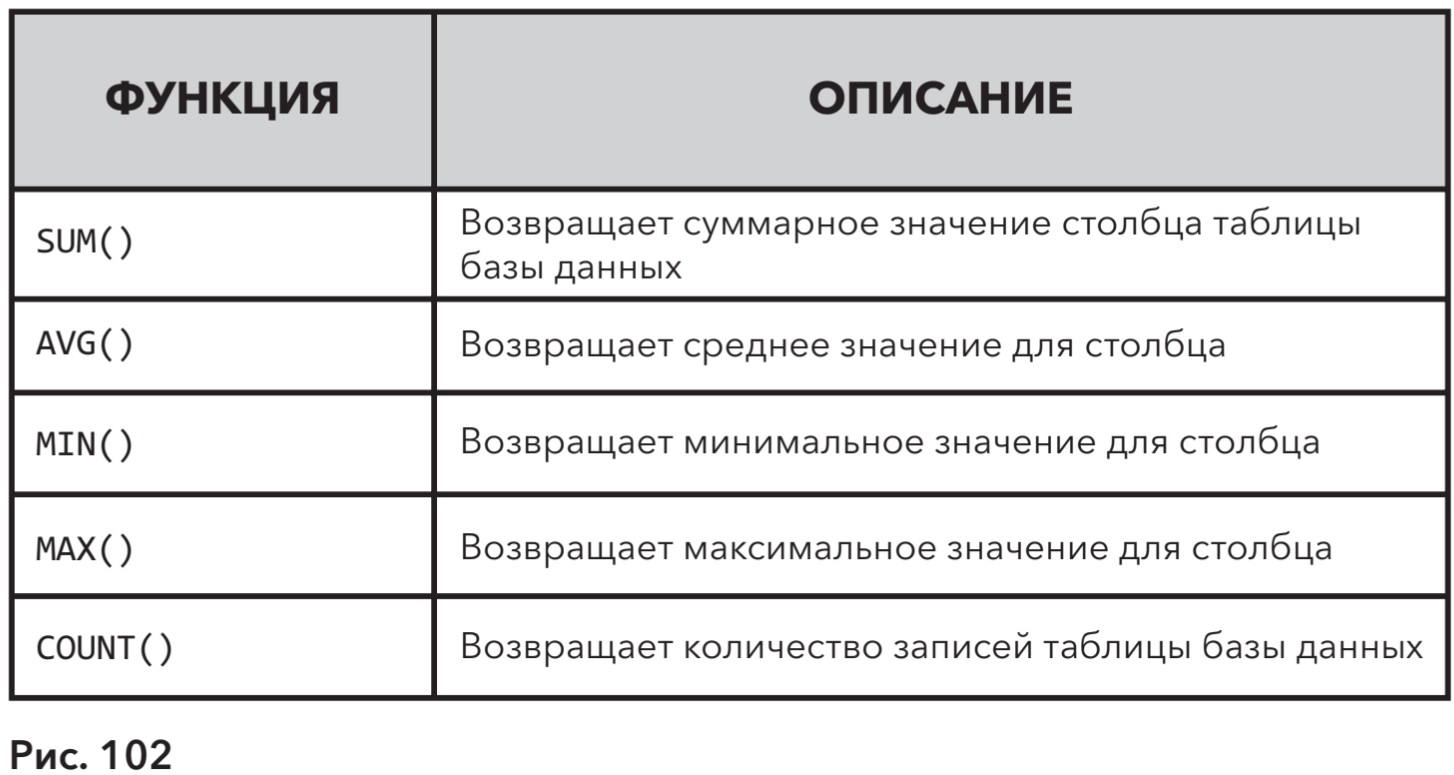 ФУНКЦИЯ
ОПИСАНИЕ
SUM()
Возвращает суммарное значение столбца таблицы
базы данных
AVG()
Возвращает среднее значение для столбца
MIN()
Возвращает минимальное значение для столбца
MAX()
Возвращает максимальное значение для столбца
COUNT()
Возвращает количество записей таблицы базы данных
Рис. 102